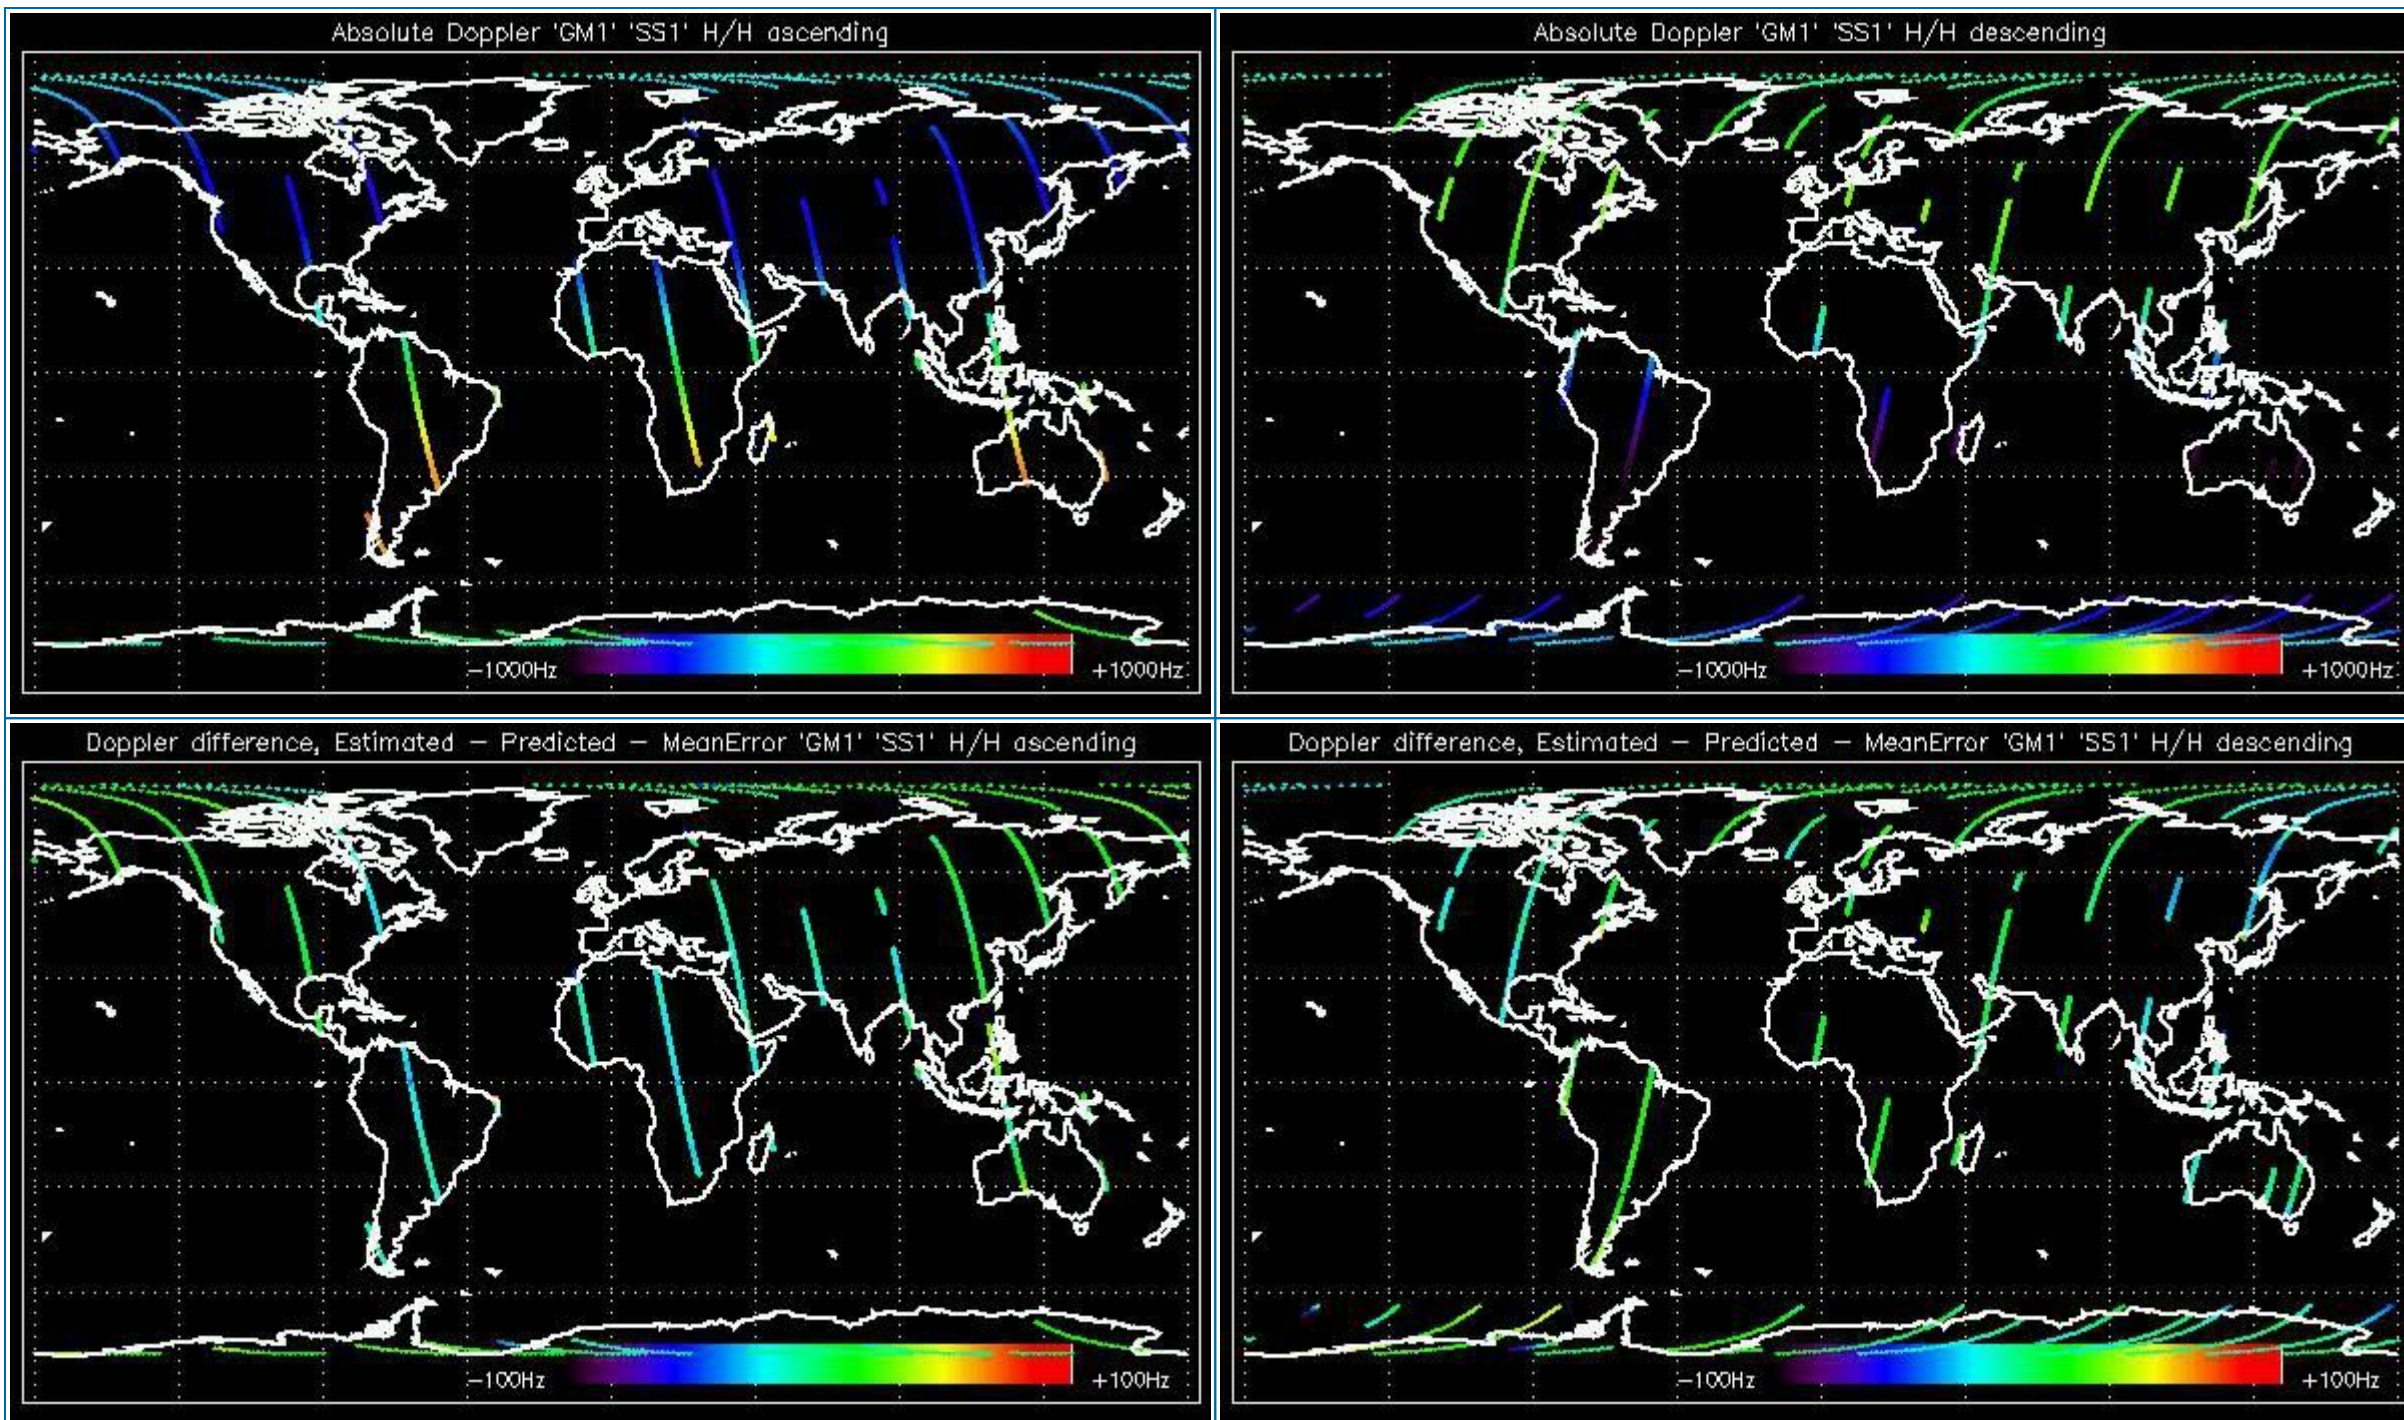 Absolute Doppler 'GM1' 'SS1' H/H ascending
-1000Hz
+1000Hz
Absolute Doppler 'GM1' 'SS1' H/H descending
-1000Hz
+1000Hz
Doppler difference, Estimated - Predicted - MeanError 'GM1' 'SS1' H/H ascending
-100Hz
+100Hz
Doppler difference, Estimated - Predicted - MeanError 'GM1' 'SS1' H/H descending
-100Hz
+100Hz